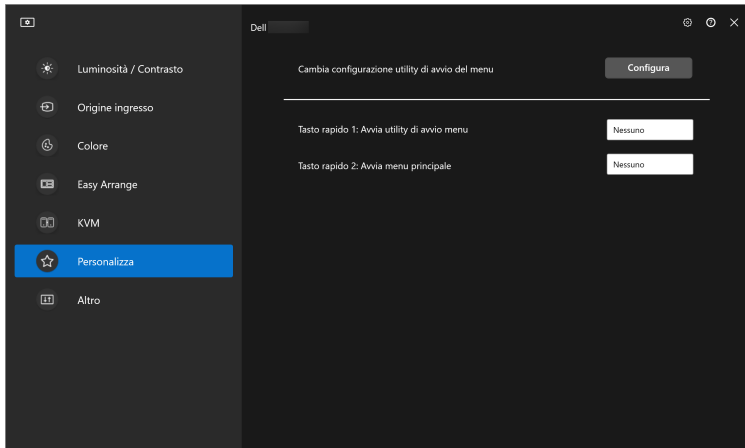 Dell
Luminosità / Contrasto
Origine ingresso
Colore
Easy Arrange
KVM
Personalizza
Altro
Cambia configurazione utility di avvio del menu
Configura
Tasto rapido 1: Avvia utility di avvio menu
Nessuno
Tasto rapido 2: Avvia menu principale
Nessuno